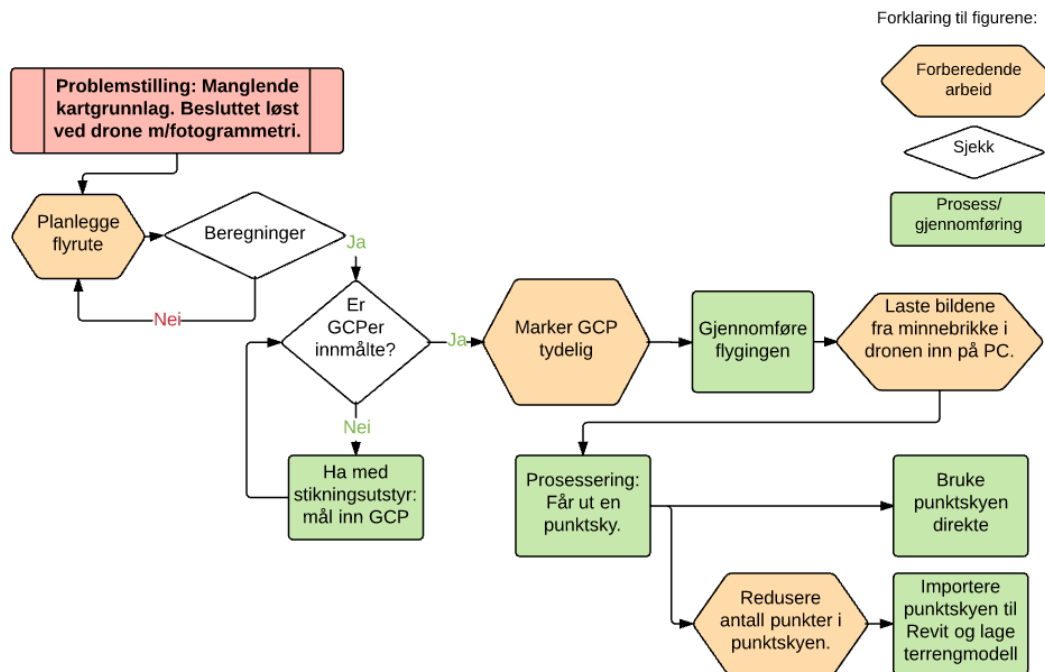 Forklaring til figurene:
Forberedende
arbeid
Sjekk
Prosess/
gjennomføring
Problemstilling: Manglende
kartgrunnlag. Besluttet løst
ved drone m/fotogrammetri.
Planlegge
flyrute
Beregninger
Ja
Nei
Er
GCPer
innmålte?
Ja
Nei
Ha med
stikningsutstyr:
mål inn GCP
Marker GCP
tydelig
Gjennomføre
flygingen
Laste bildene
fra minnebrikke i
dronen inn på PC.
Prosessering:
Får ut en
punktsky.
Bruke
punktskyen
direkte
Redusere
antall punkter i
punktskyen.
Importere
punktskyen til
Revit og lage
terrengmodell